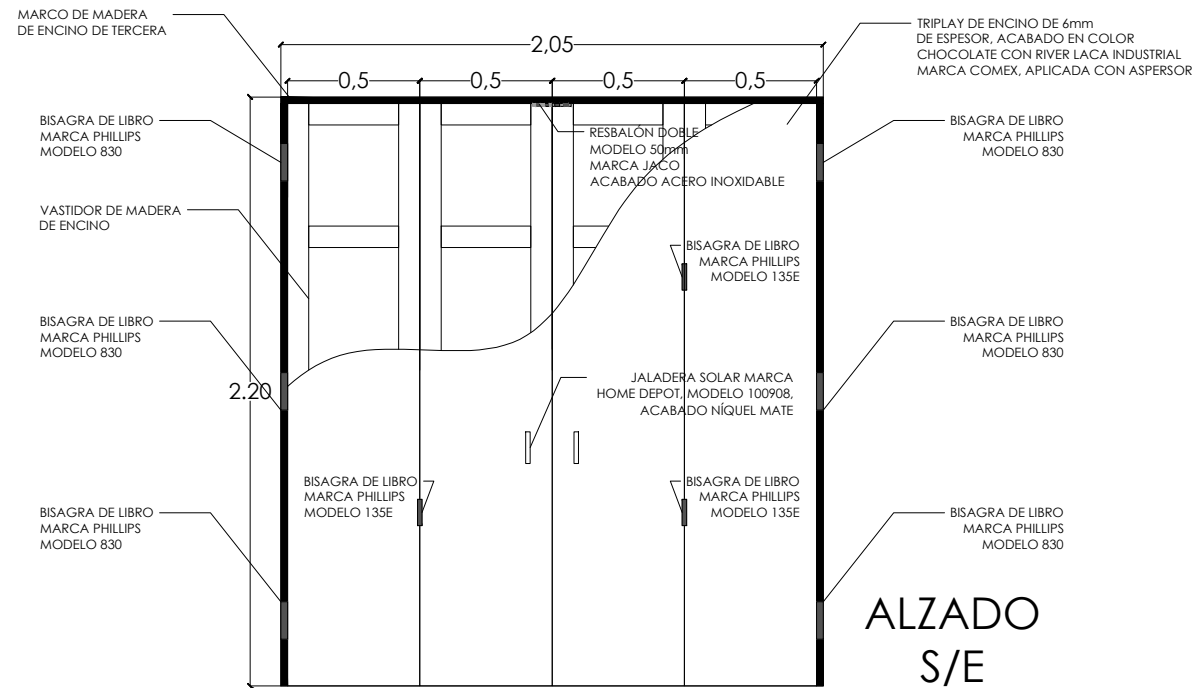 MARCO DE MADERA
DE ENCINO DE TERCERA
TRIPLAY DE ENCINO DE 6mm
DE ESPESOR, ACABADO EN COLOR
CHOCOLATE CON RIVER LACA INDUSTRIAL
MARCA COMEX, APLICADA CON ASPERSOR
2,05
0,5
0,5
0,5
0,5
BISAGRA DE LIBRO
MARCA PHILLIPS
MODELO 830
RESBALÓN DOBLE
MODELO 50mm
MARCA JACO
ACABADO ACERO INOXIDABLE
BISAGRA DE LIBRO
MARCA PHILLIPS
MODELO 830
VASTIDOR DE MADERA
DE ENCINO
BISAGRA DE LIBRO
MARCA PHILLIPS
MODELO 135E
BISAGRA DE LIBRO
MARCA PHILLIPS
MODELO 830
BISAGRA DE LIBRO
MARCA PHILLIPS
MODELO 830
2.20
JALADERA SOLAR MARCA
HOME DEPOT, MODELO 100908,
ACABADO NÍQUEL MATE
BISAGRA DE LIBRO
MARCA PHILLIPS
MODELO 135E
BISAGRA DE LIBRO
MARCA PHILLIPS
MODELO 135E
BISAGRA DE LIBRO
MARCA PHILLIPS
MODELO 830
BISAGRA DE LIBRO
MARCA PHILLIPS
MODELO 830
ALZADO
S/E